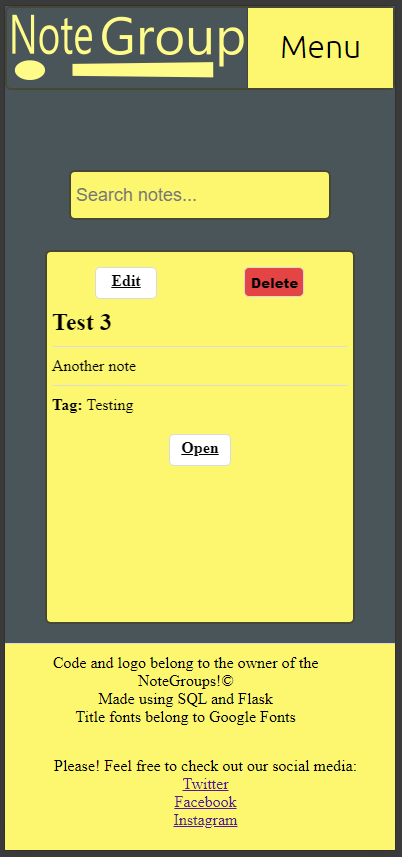 Note Group
Menu
Search notes...
Edit
Delete
Test 3
Another note
Tag: Testing
Open
Code and logo belong to the owner of the
NoteGroups!©
Made using SQL and Flask
Title fonts belong to Google Fonts
Please! Feel free to check out our social media:
Twitter
Facebook
Instagram